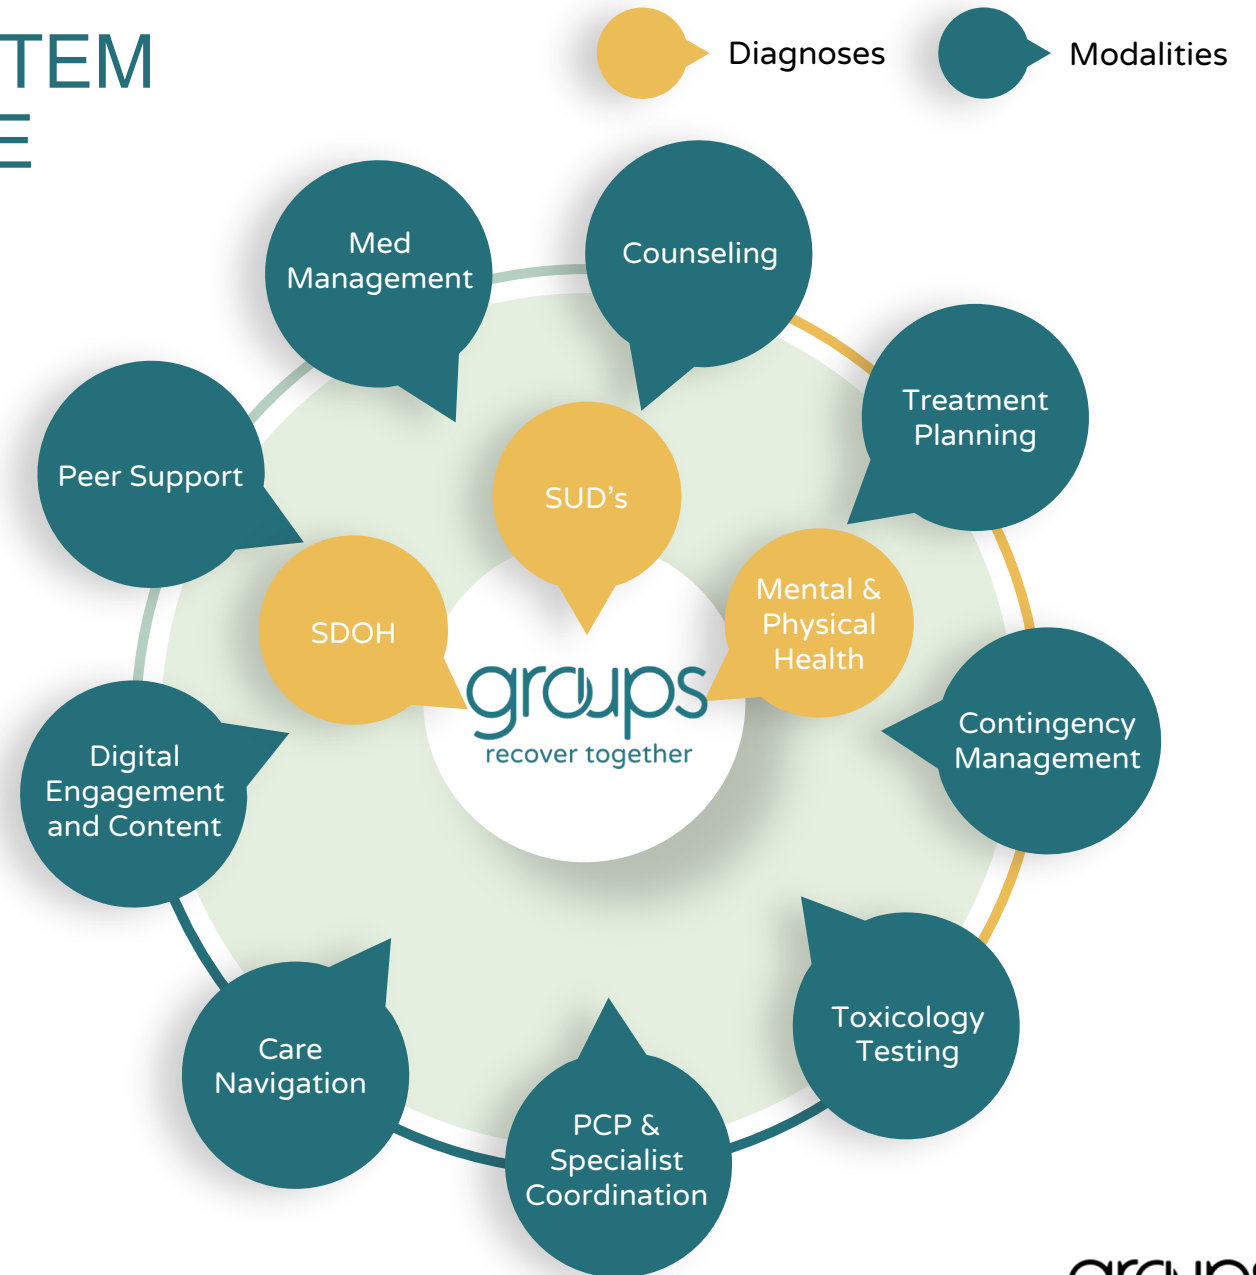 TEM
E
Diagnoses
Modalities
Med
Management
Counseling
Treatment
Planning
Peer Support
SUD's
SDOH
Mental &
Physical
Health
groups
recover together
Contingency
Management
Digital
Engagement
and Content
Toxicology
Testing
Care
Navigation
PCP &
Specialist
Coordination
groups